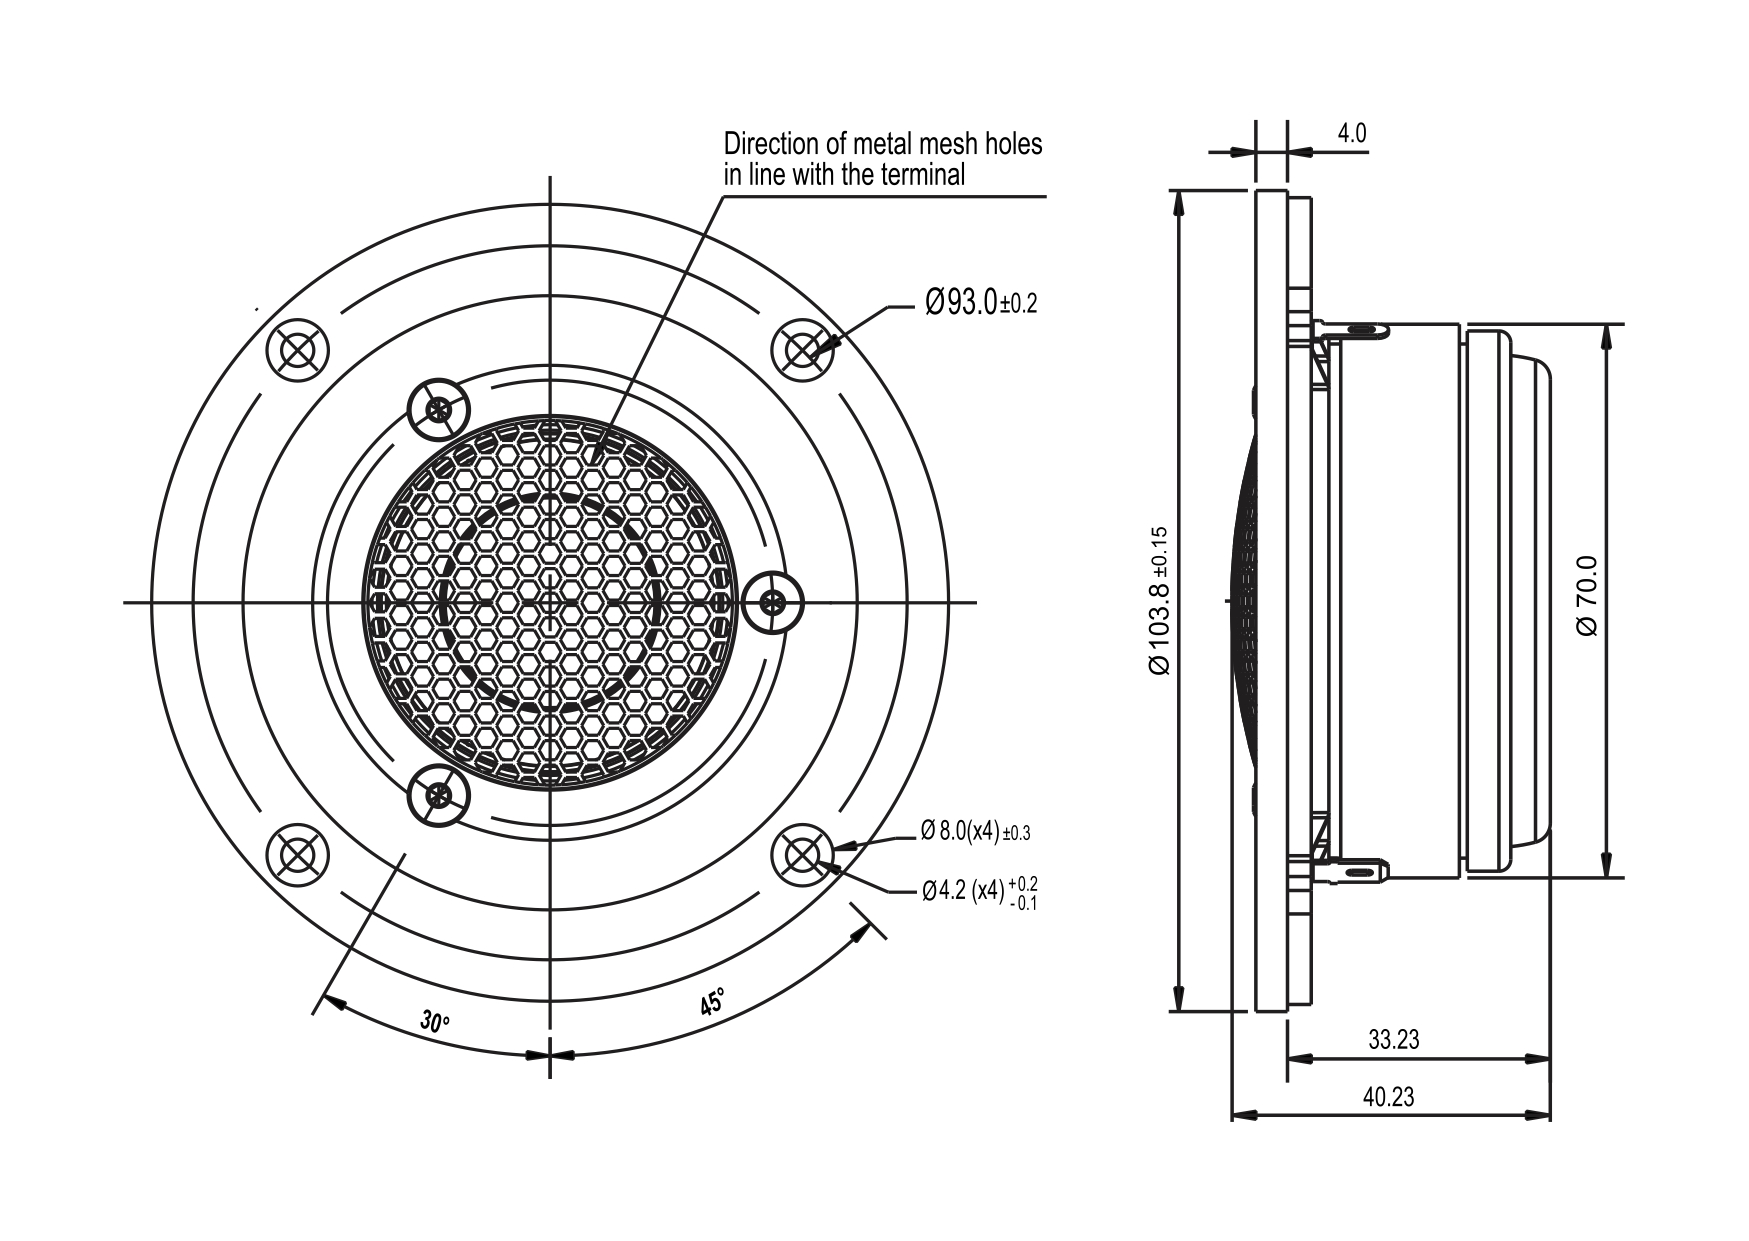 Direction of metal mesh holes
in line with the terminal
Ø93.0±0.2
Ø 8.0(x4)±0.3
Ø4.2 (x4) +0.2
-0.1
30°
45°
4.0
Ø103.8±0.15
Ø 70.0
33.23
40.23